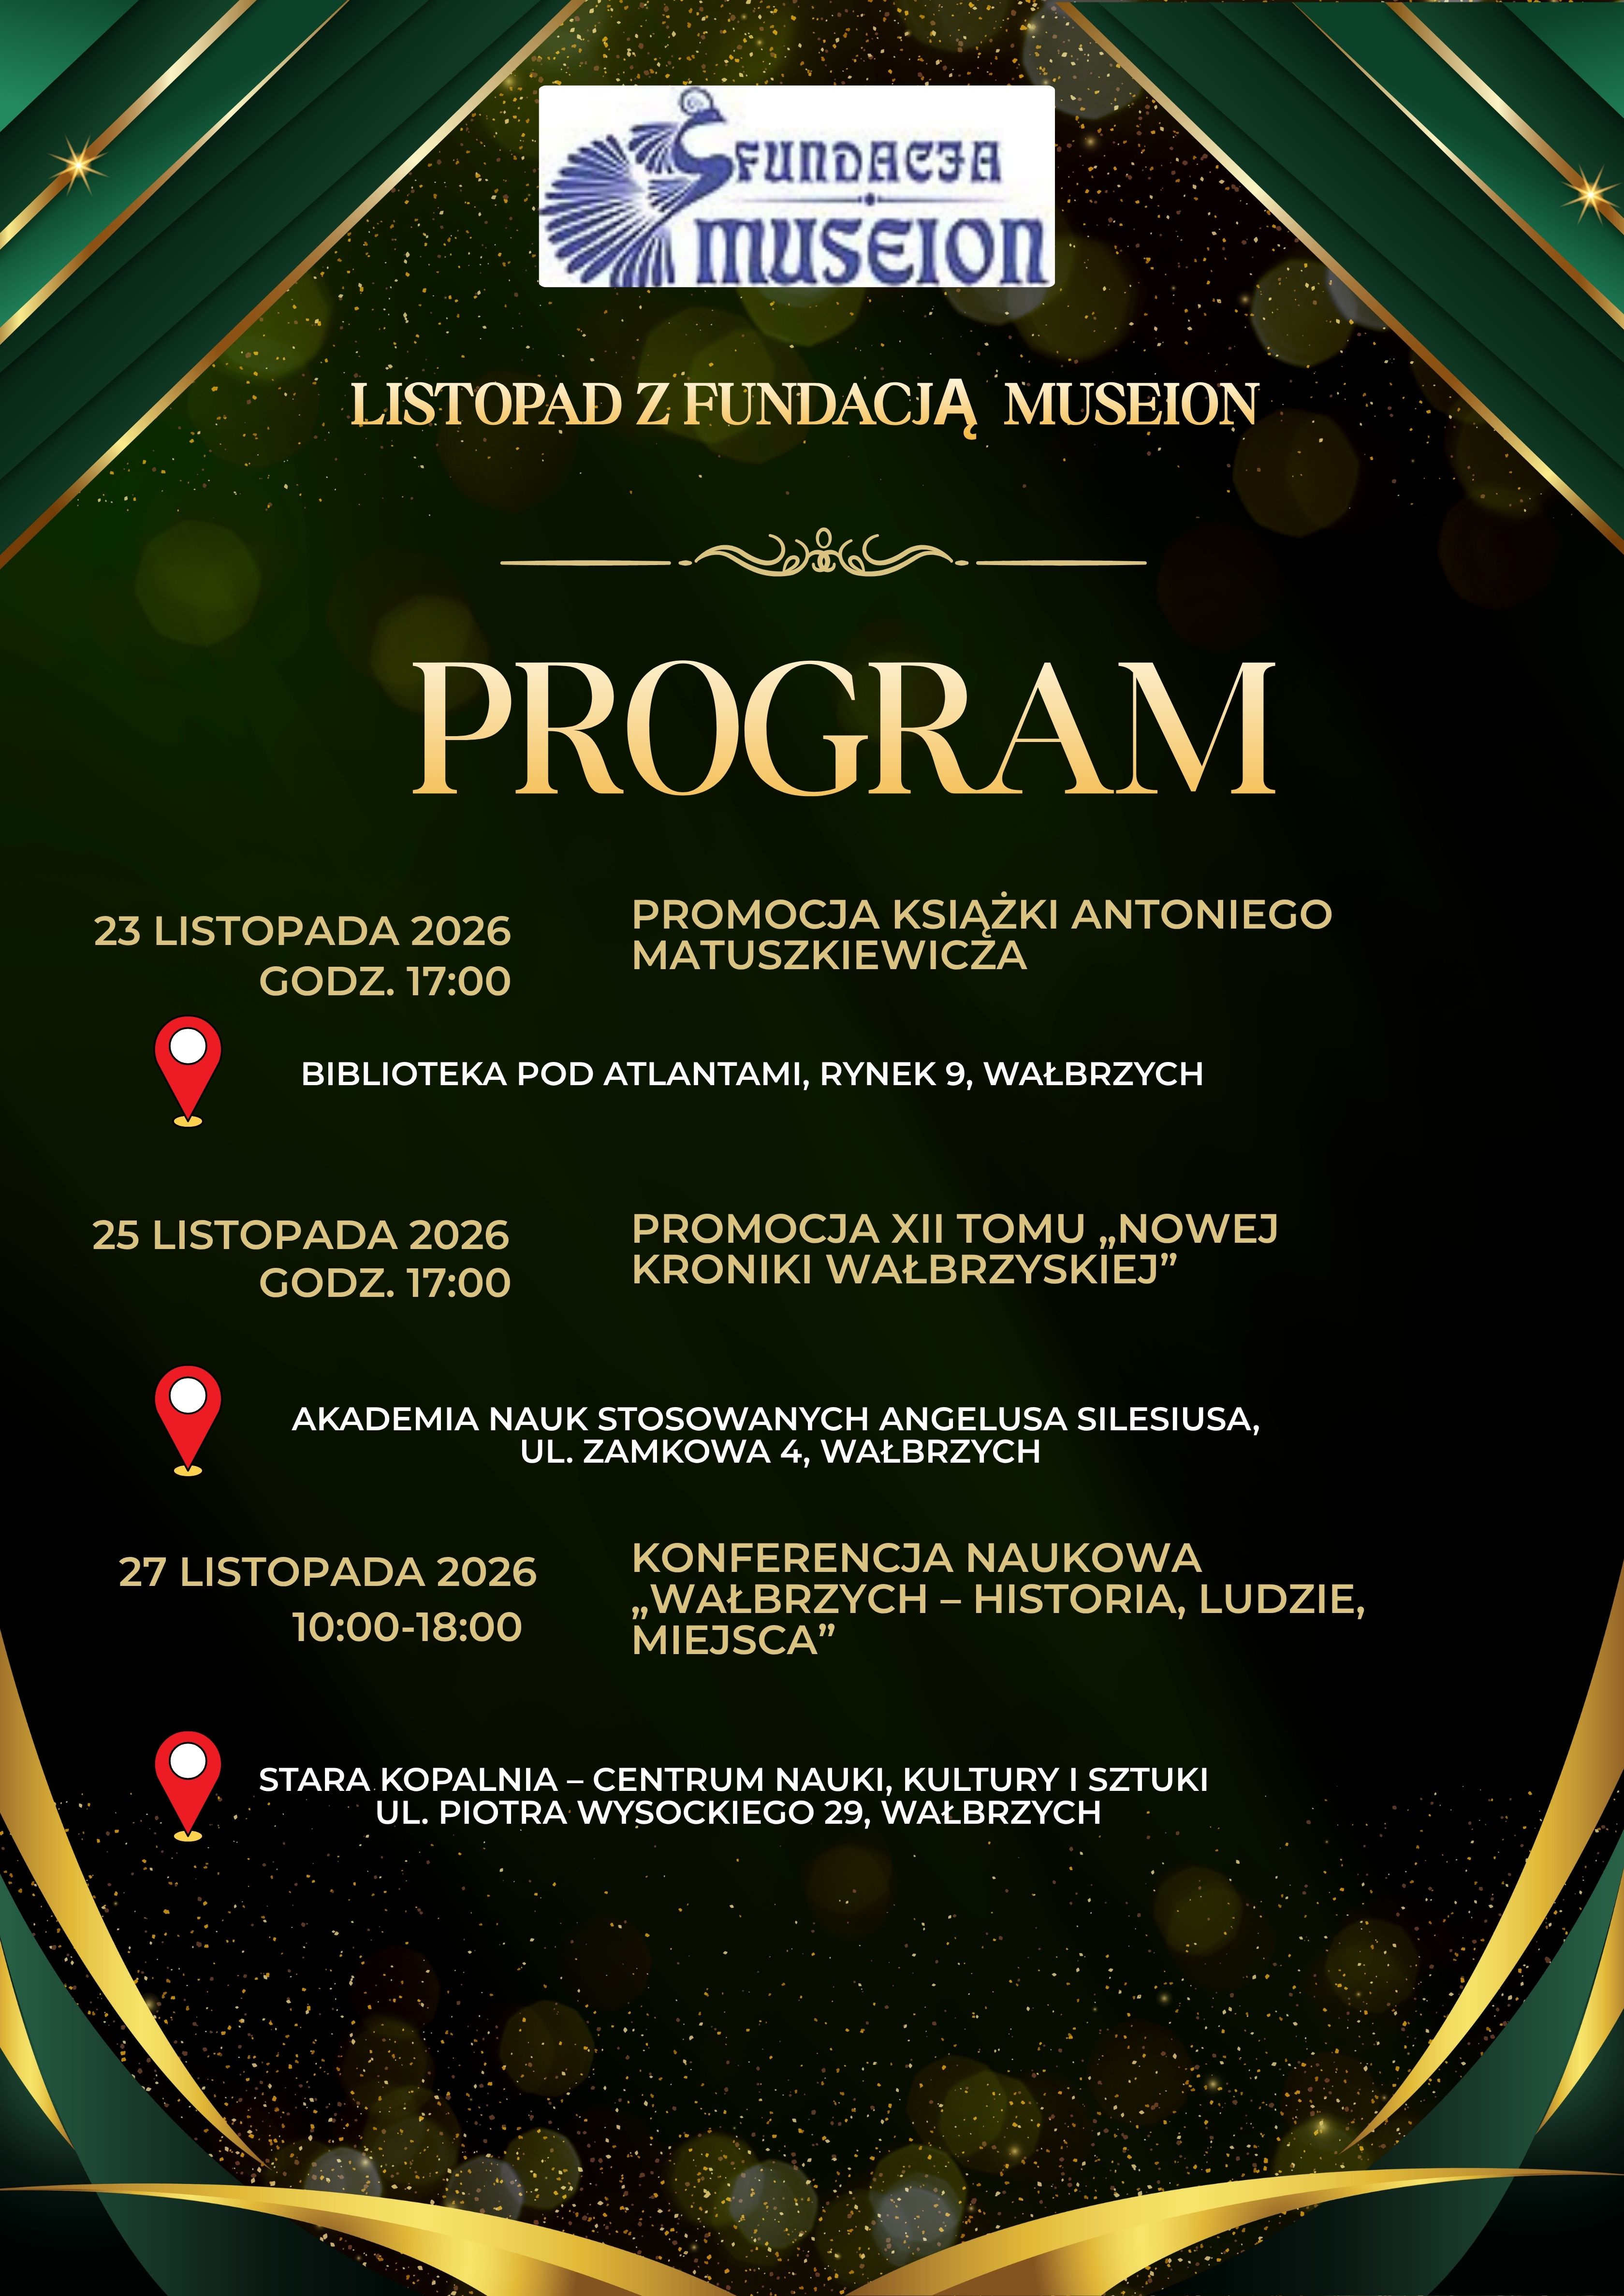 FUNDACJA
MUSEION
LISTOPAD Z FUNDACJĄ MUSEION
PROGRAM
23 LISTOPADA 2026
GODZ. 17:00
PROMOCJA KSIĄŻKI ANTONIEGO
MATUSZKIEWICZA
BIBLIOTEKA POD ATLANTAMI, RYNEK 9, WAŁBRZYCH
25 LISTOPADA 2026
GODZ. 17:00
PROMOCJA XII TOMU „NOWEJ
KRONIKI WAŁBRZYSKIEJ”
AKADEMIA NAUK STOSOWANYCH ANGELUSA SILESIUSA,
UL. ZAMKOWA 4, WAŁBRZYCH
27 LISTOPADA 2026
10:00-18:00
KONFERENCJA NAUKOWA
„WAŁBRZYCH – HISTORIA, LUDZIE,
MIEJSCA”
STARA KOPALNIA – CENTRUM NAUKI, KULTURY I SZTUKI
UL. PIOTRA WYSOCKIEGO 29, WAŁBRZYCH